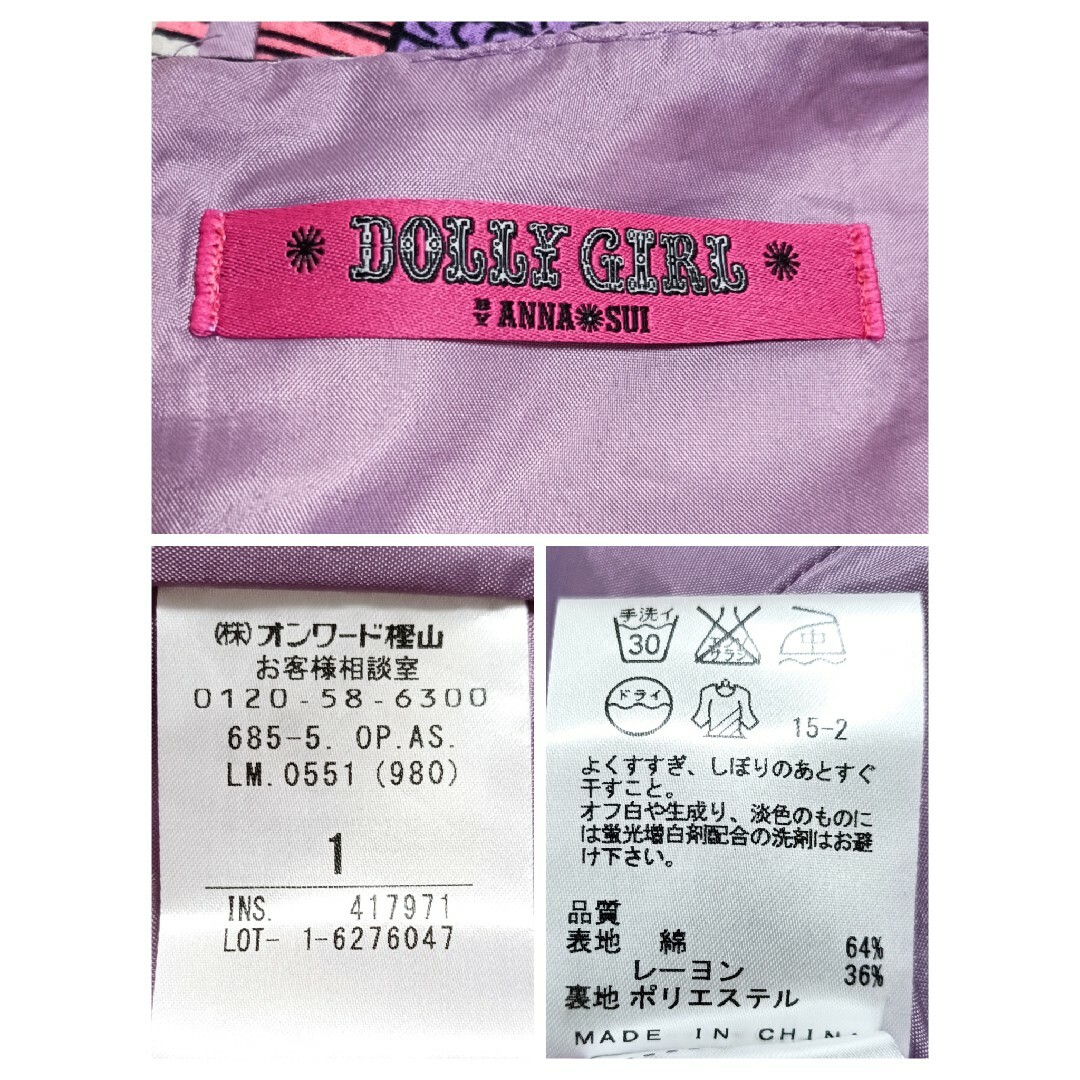 DOLLY GIRL
BY ANNA SUI
(株)オンワード樫山
お客様相談室
0120-58-6300
685-5. OP.AS.
LM.0551 (980)
1
INS. 417971
LOT- 1-6276047
手洗イ
30
エンソ
サラシ
中
ドライ
15-2
よくすすぎ、しぼりのあとすぐ
干すこと。
オフ白や生成り、淡色のものに
は蛍光増白剤配合の洗剤はお避
け下さい。
品質
表地 綿 64%
レーヨン 36%
裏地 ポリエステル
MADE IN CHINA